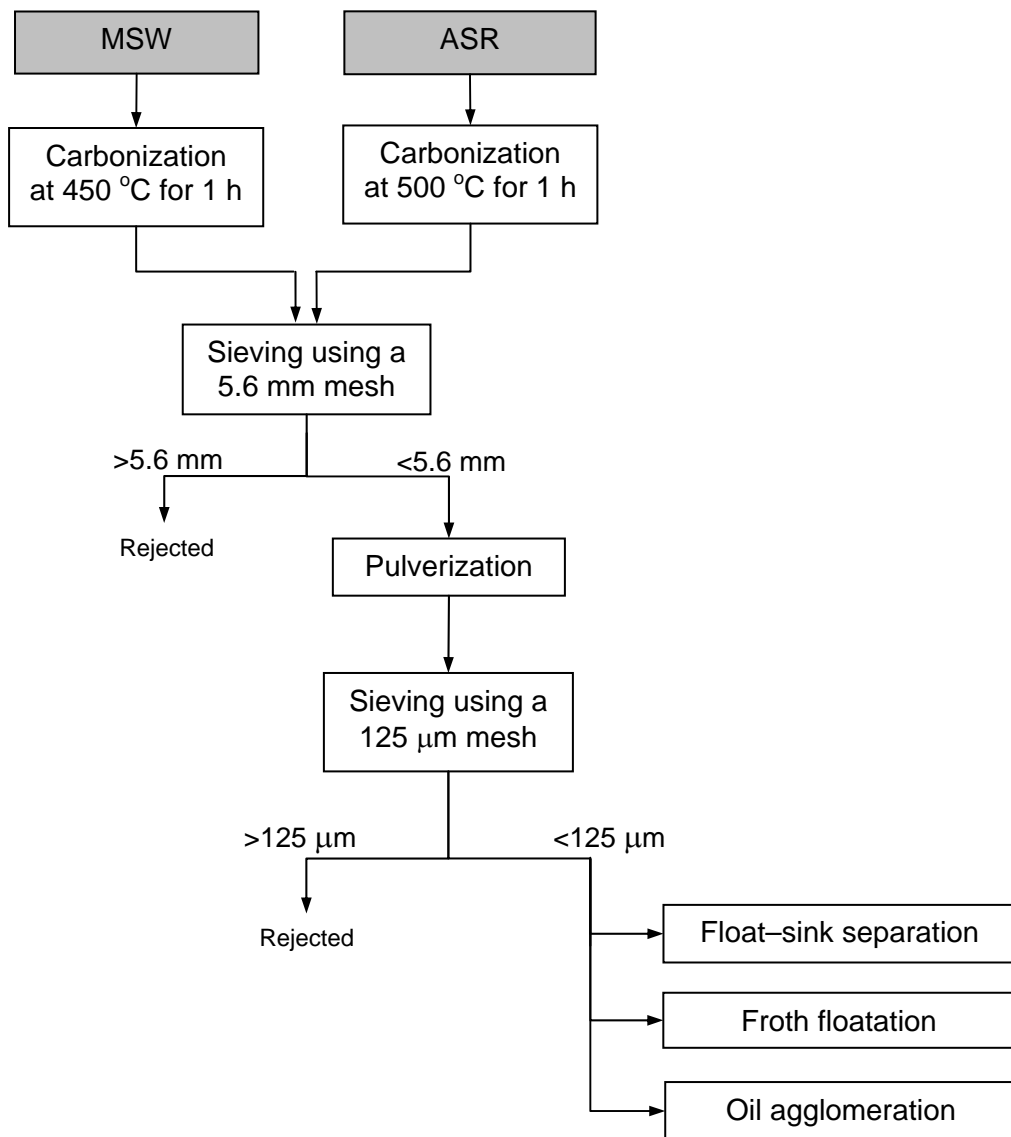 MSW
ASR
Carbonization
at 450 °C for 1 h
Carbonization
at 500 °C for 1 h
Sieving using a
5.6 mm mesh
>5.6 mm
<5.6 mm
Rejected
Pulverization
Sieving using a
125 μm mesh
>125 μm
<125 μm
Rejected
Float–sink separation
Froth floatation
Oil agglomeration